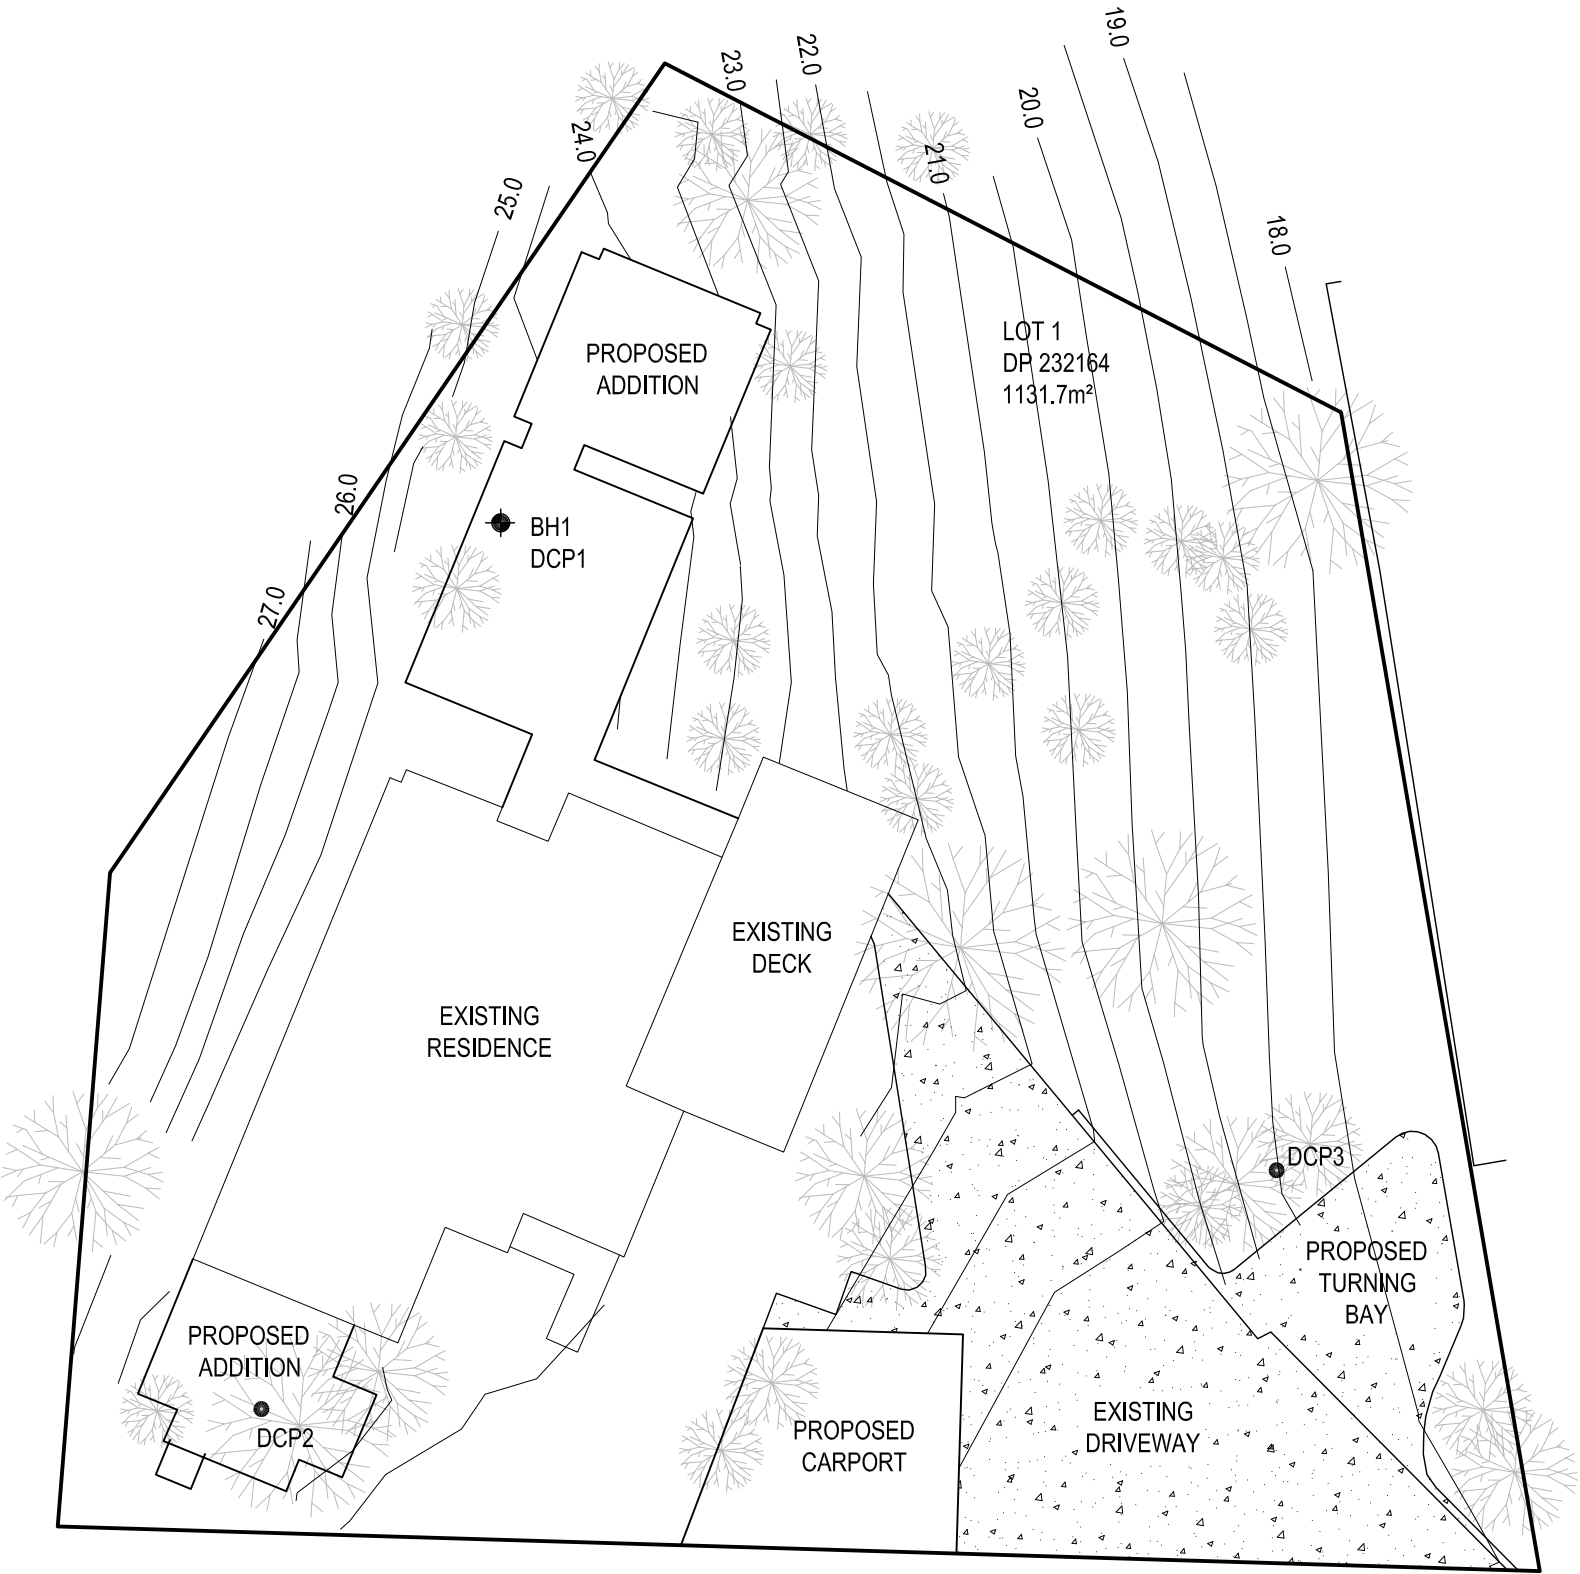 19.0
22.0
23.0
20.0
24.0
21.0
25.0
18.0
LOT 1
DP 232164
1131.7m²
PROPOSED
ADDITION
26.0
BH1
DCP1
27.0
EXISTING
DECK
EXISTING
RESIDENCE
DCP3
PROPOSED
TURNING
BAY
PROPOSED
ADDITION
DCP2
PROPOSED
CARPORT
EXISTING
DRIVEWAY